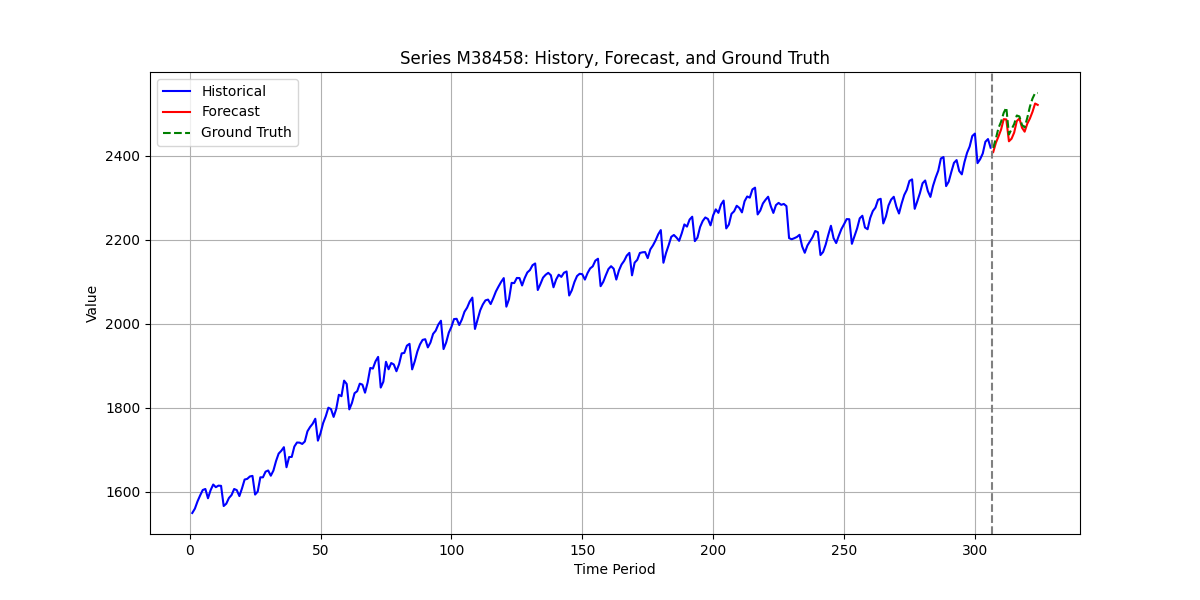 Series M38458: History, Forecast, and Ground Truth
Historical
Forecast
Ground Truth
Value
2400
2200
2000
1800
1600
0 50 100 150 200 250 300
Time Period